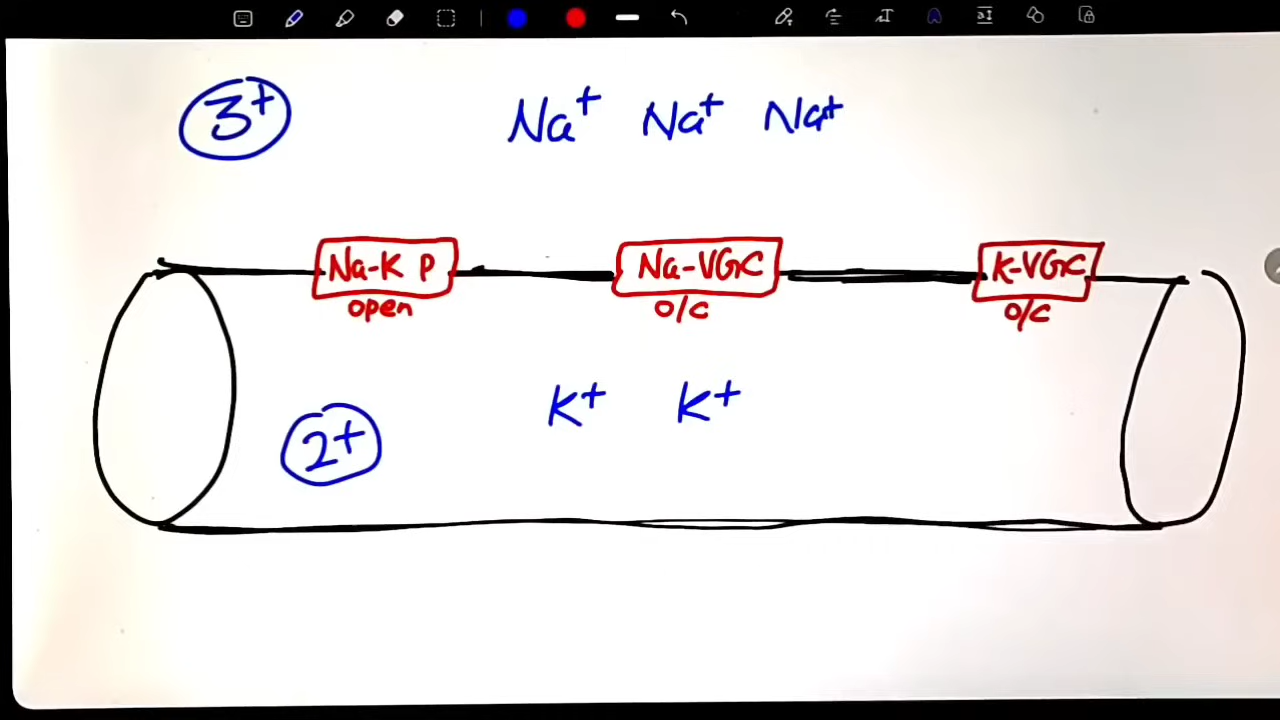 3+ Na+ Na+ Na+
Na-K P Na-VGC K-VGC
open o/c o/c
K+ K+
2+